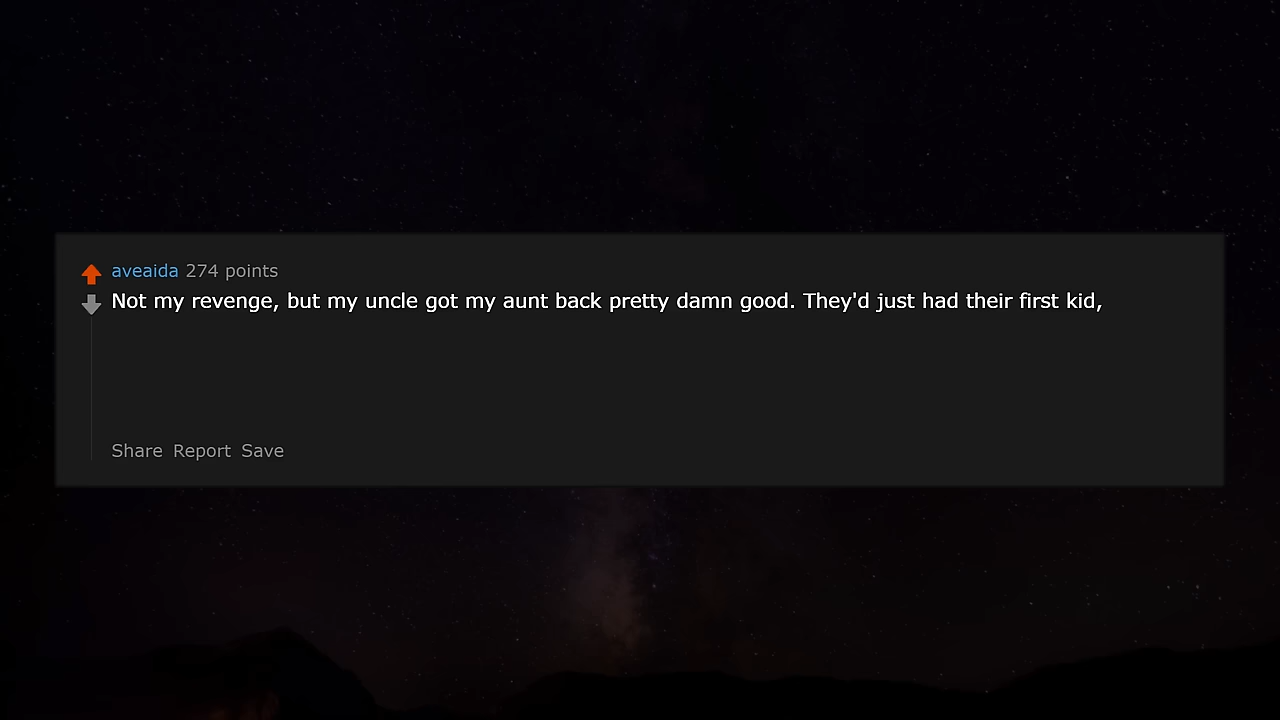 aveaida 274 points
Not my revenge, but my uncle got my aunt back pretty damn good. They'd just had their first kid,
Share Report Save